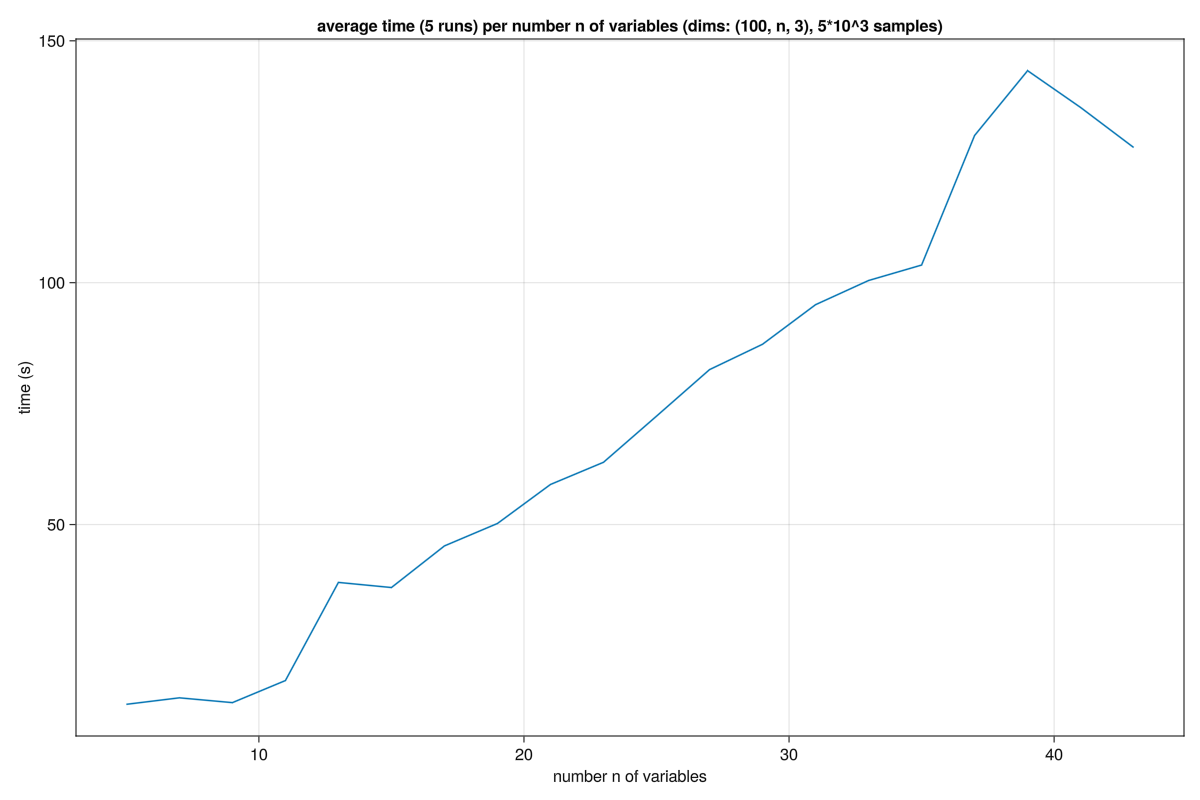 average time (5 runs) per number n of variables (dims: (100, n, 3), 5*10^3 samples)
150
100
50
time (s)
10
20
30
40
number n of variables